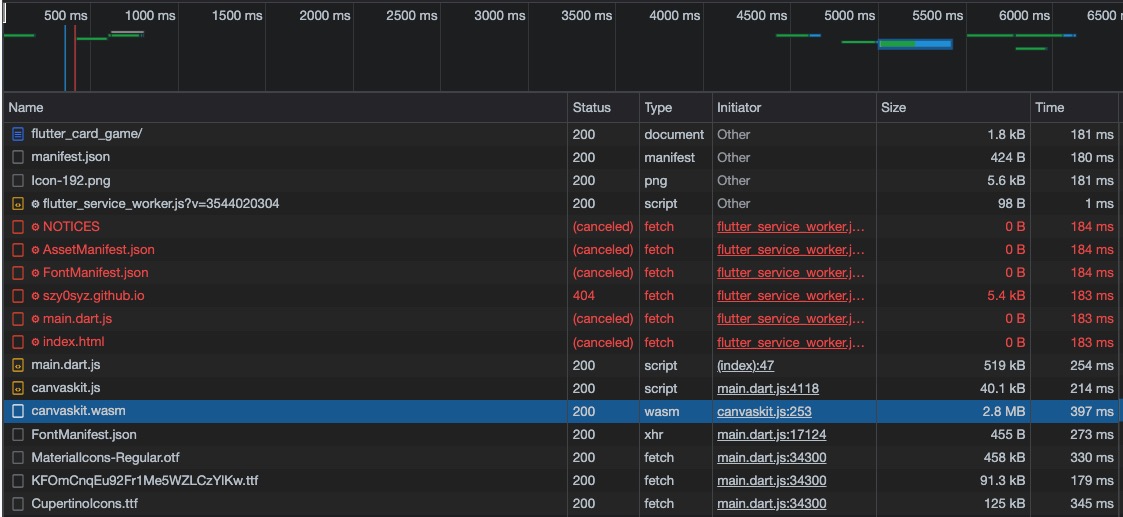 500 ms 1000 ms 1500 ms 2000 ms 2500 ms 3000 ms 3500 ms 4000 ms 4500 ms 5000 ms 5500 ms 6000 ms 6500
Name Status Type Initiator Size Time
flutter_card_game/ 200 document Other 1.8 kB 181 ms
manifest.json 200 manifest Other 424 B 180 ms
Icon-192.png 200 png Other 5.6 kB 181 ms
flutter_service_worker.js?v=3544020304 200 script Other 98 B 1 ms
NOTICES (canceled) fetch flutter_service_worker.j… 0 B 184 ms
AssetManifest.json (canceled) fetch flutter_service_worker.j… 0 B 184 ms
FontManifest.json (canceled) fetch flutter_service_worker.j… 0 B 184 ms
szy0syz.github.io 404 fetch flutter_service_worker.j… 5.4 kB 183 ms
main.dart.js (canceled) fetch flutter_service_worker.j… 0 B 183 ms
index.html (canceled) fetch flutter_service_worker.j… 0 B 183 ms
main.dart.js 200 script (index):47 519 kB 254 ms
canvaskit.js 200 script main.dart.js:4118 40.1 kB 214 ms
canvaskit.wasm 200 wasm canvaskit.js:253 2.8 MB 397 ms
FontManifest.json 200 xhr main.dart.js:17124 455 B 273 ms
MaterialIcons-Regular.otf 200 fetch main.dart.js:34300 458 kB 330 ms
KFOmCnqEu92Fr1Me5WZLCzYlKw.ttf 200 fetch main.dart.js:34300 91.3 kB 179 ms
CupertinoIcons.ttf 200 fetch main.dart.js:34300 125 kB 345 ms